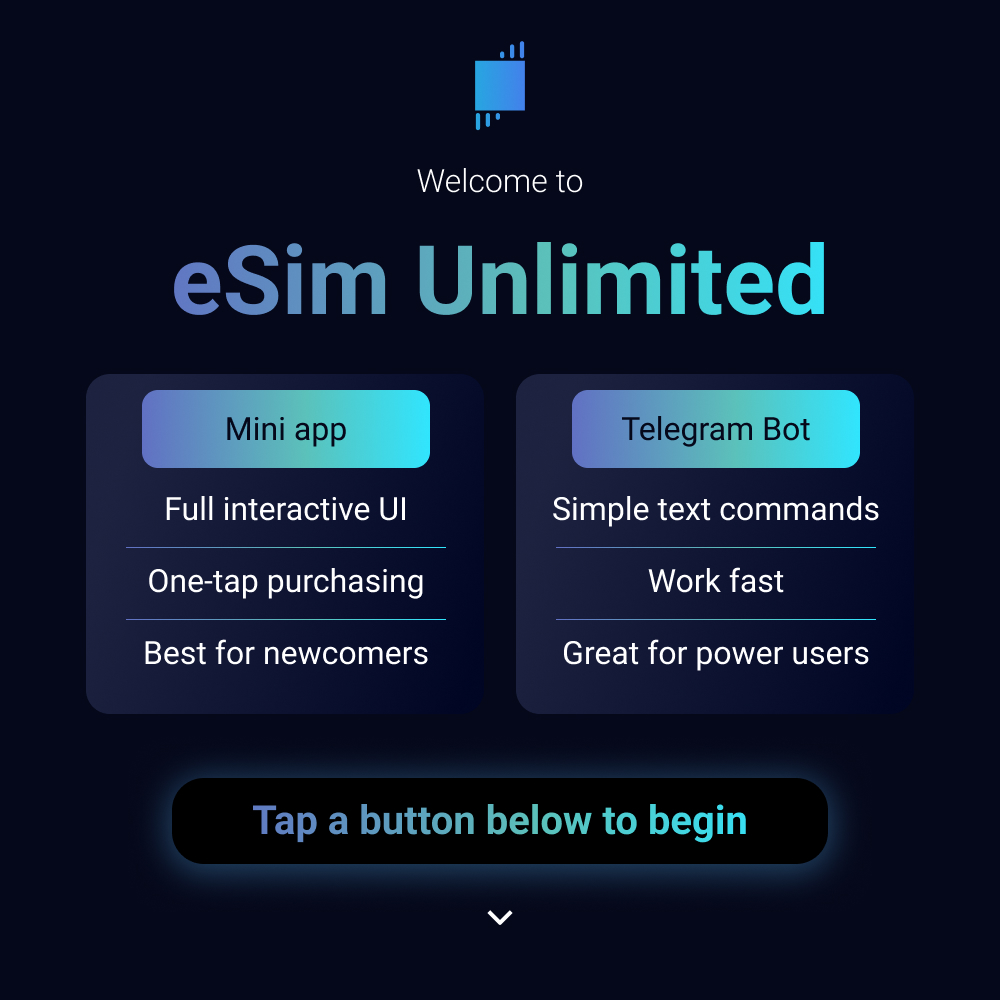 Welcome to
eSim Unlimited
Mini app
Full interactive UI
One-tap purchasing
Best for newcomers
Telegram Bot
Simple text commands
Work fast
Great for power users
Tap a button below to begin